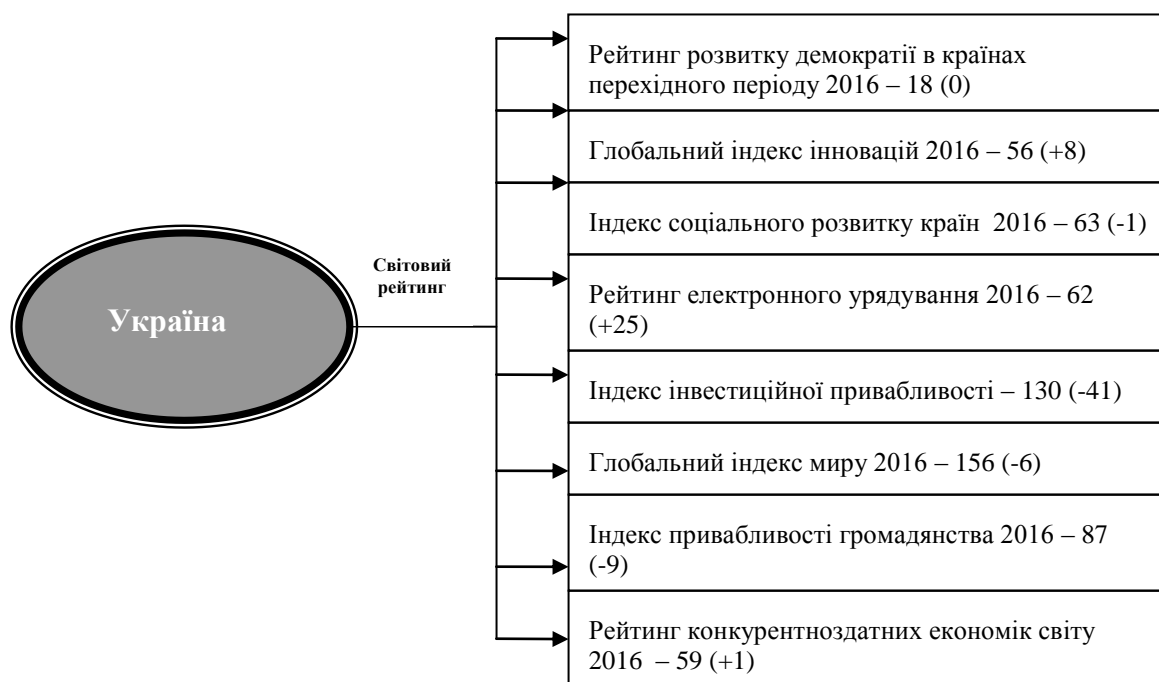 Україна
Світовий
рейтинг
Рейтинг розвитку демократії в країнах
перехідного періоду 2016 – 18 (0)
Глобальний індекс інновацій 2016 – 56 (+8)
Індекс соціального розвитку країн  2016 – 63 (-1)
Рейтинг електронного урядування 2016 – 62
(+25)
Індекс інвестиційної привабливості – 130 (-41)
Глобальний індекс миру 2016 – 156 (-6)
Індекс привабливості громадянства 2016 – 87
(-9)
Рейтинг конкурентноздатних економік світу
2016  – 59 (+1)